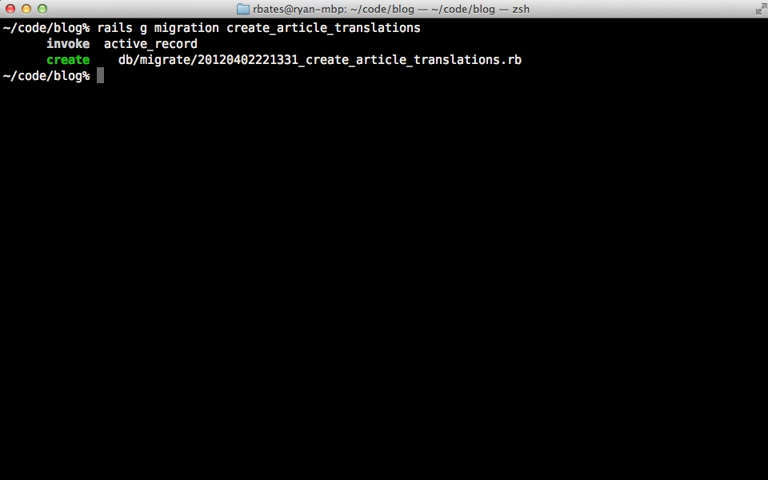 rbates@ryan-mbp: ~/code/blog — ~/code/blog — zsh
~/code/blog% rails g migration create_article_translations
invoke active_record
create db/migrate/20120402221331_create_article_translations.rb
~/code/blog%